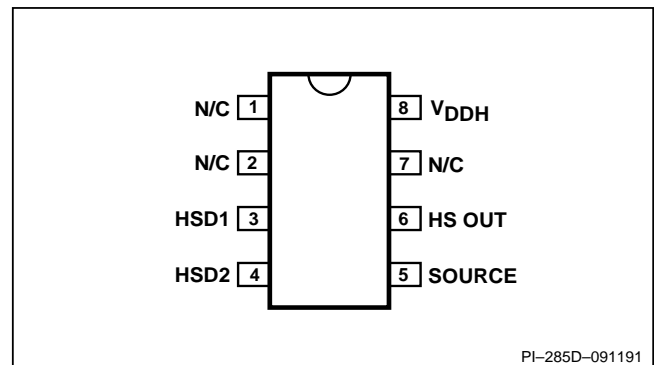 N/C 1
N/C 2
HSD1 3
HSD2 4
8 VDDH
7 N/C
6 HS OUT
5 SOURCE
PI–285D–091191